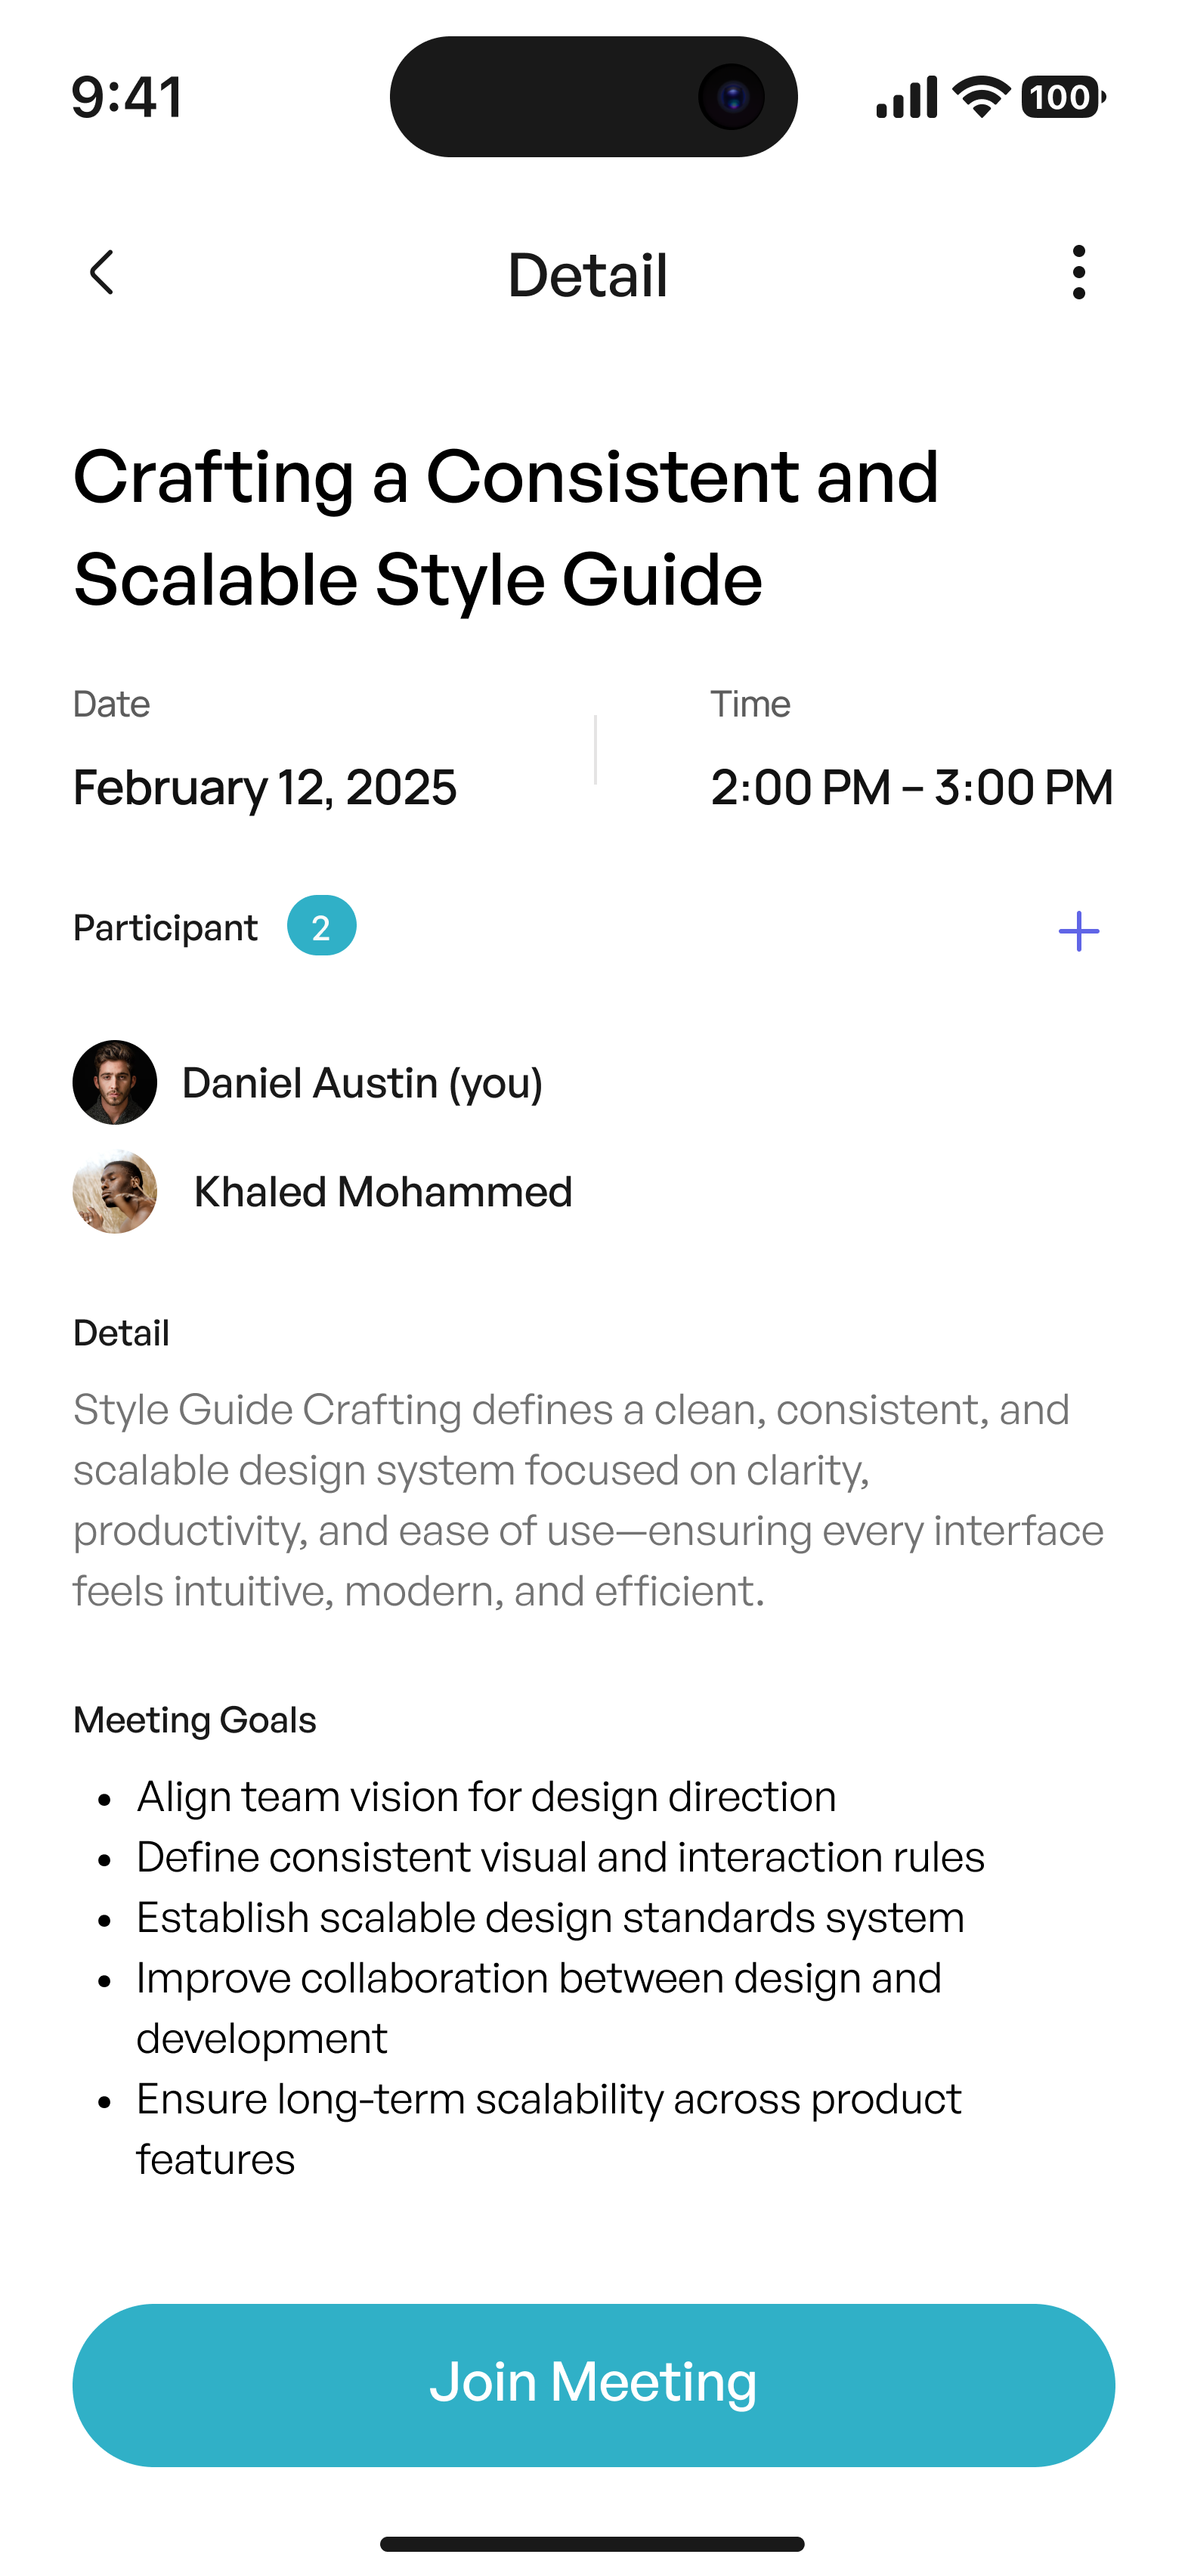 9:41
100
Detail
Crafting a Consistent and
Scalable Style Guide
Date
Time
February 12, 2025
2:00 PM – 3:00 PM
Participant 2
Daniel Austin (you)
Khaled Mohammed
Detail
Style Guide Crafting defines a clean, consistent, and
scalable design system focused on clarity,
productivity, and ease of use—ensuring every interface
feels intuitive, modern, and efficient.
Meeting Goals
• Align team vision for design direction
• Define consistent visual and interaction rules
• Establish scalable design standards system
• Improve collaboration between design and
development
• Ensure long-term scalability across product
features
Join Meeting